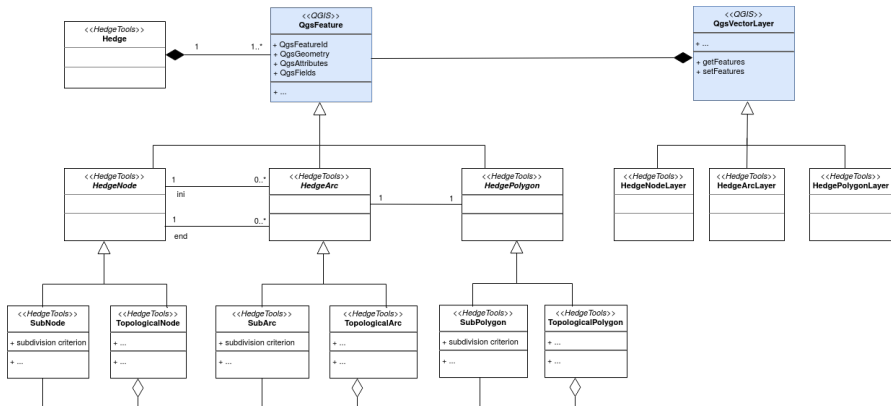 <<HedgeTools>>
Hedge
1
1..*
<<QGIS>>
QgsFeature
+ QgsFeatureId
+ QgsGeometry
+ QgsAttributes
+ QgsFields
+ ...
<<QGIS>>
QgsVectorLayer
+ ...
+ getFeatures
+ setFeatures
<<HedgeTools>>
HedgeNode
1
0..*
ini
1
0..*
end
<<HedgeTools>>
HedgeArc
1
1
<<HedgeTools>>
HedgePolygon
<<HedgeTools>>
HedgeNodeLayer
<<HedgeTools>>
HedgeArcLayer
<<HedgeTools>>
HedgePolygonLayer
<<HedgeTools>>
SubNode
+ subdivision criterion
+ ...
<<HedgeTools>>
TopologicalNode
+ ...
+ ...
<<HedgeTools>>
SubArc
+ subdivision criterion
+ ...
<<HedgeTools>>
TopologicalArc
+ ...
+ ...
<<HedgeTools>>
SubPolygon
+ subdivision criterion
+ ...
<<HedgeTools>>
TopologicalPolygon
+ ...
+ ...